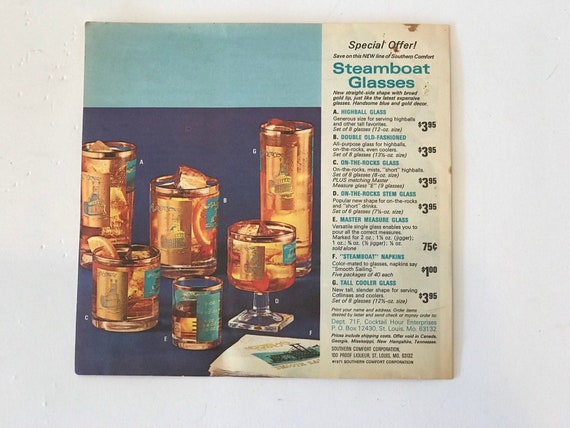 Special Offer!
Save on this NEW line of Southern Comfort
Steamboat
Glasses
New straight-side shape with broad
gold lip, just like the latest expensive
glasses. Handsome blue and gold decor.
A. HIGHBALL GLASS
Generous size for serving highballs
and other tall favorites.
Set of 8 glasses (12-oz. size) $3.95
B. DOUBLE OLD-FASHIONED
All-purpose glass for highballs,
on-the-rocks, even coolers.
Set of 8 glasses (13½-oz. size) $3.95
C. ON-THE-ROCKS GLASS
On-the-rocks, mists, "short" highballs.
Set of 8 glasses (8-oz. size)
PLUS matching Master
Measure glass "E" (9 glasses) $3.95
D. ON-THE-ROCKS STEM GLASS
Popular new shape for on-the-rocks
and "short" drinks.
Set of 6 glasses (7¼-oz. size) $3.95
E. MASTER MEASURE GLASS
Versatile single glass enables you to
pour all the correct measures.
Marked for 2 oz.; 1½ oz. (jigger);
1 oz.; ¾ oz. (½ jigger); ½ oz.
sold alone 75¢
F. "STEAMBOAT" NAPKINS
Color-mated to glasses, napkins say
"Smooth Sailing."
Five packages of 40 each $1.00
G. TALL COOLER GLASS
New tall, slender shape for serving
Collinses and coolers.
Set of 8 glasses (12½-oz. size) $3.95
Print your name and address. Order items
desired by letter and send check or money order to:
Dept. 71F, Cocktail Hour Enterprises
P. O. Box 12430, St. Louis, Mo. 63132
Prices include shipping costs. Offer void in Canada,
Georgia, Mississippi, New Hampshire, Tennessee.
SOUTHERN COMFORT CORPORATION,
100 PROOF LIQUEUR, ST. LOUIS, MO. 63132
©1971 SOUTHERN COMFORT CORPORATION
A
B
C
D
E
F
G